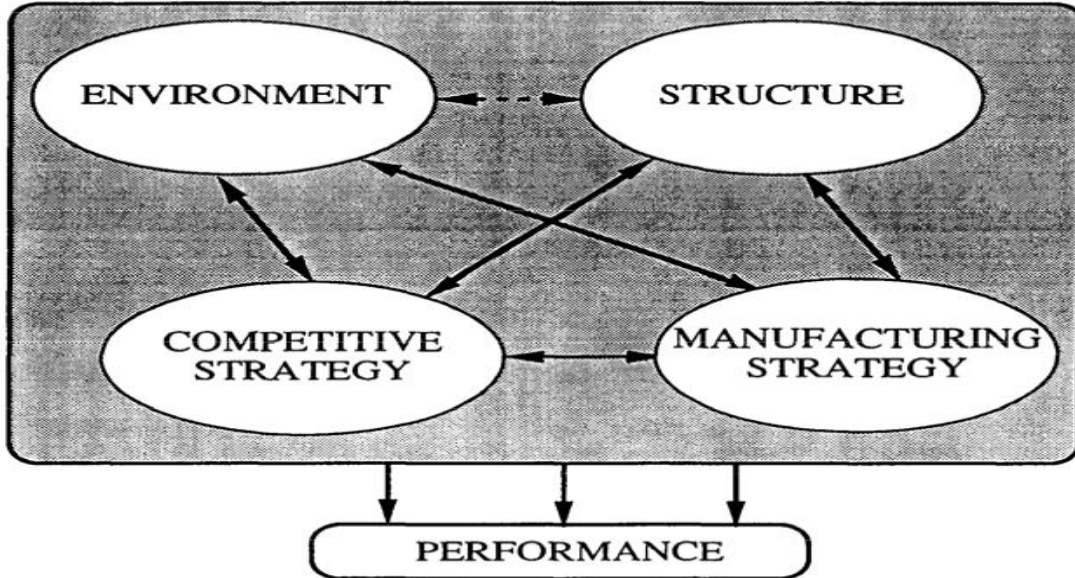 ENVIRONMENT
STRUCTURE
COMPETITIVE
STRATEGY
MANUFACTURING
STRATEGY
PERFORMANCE